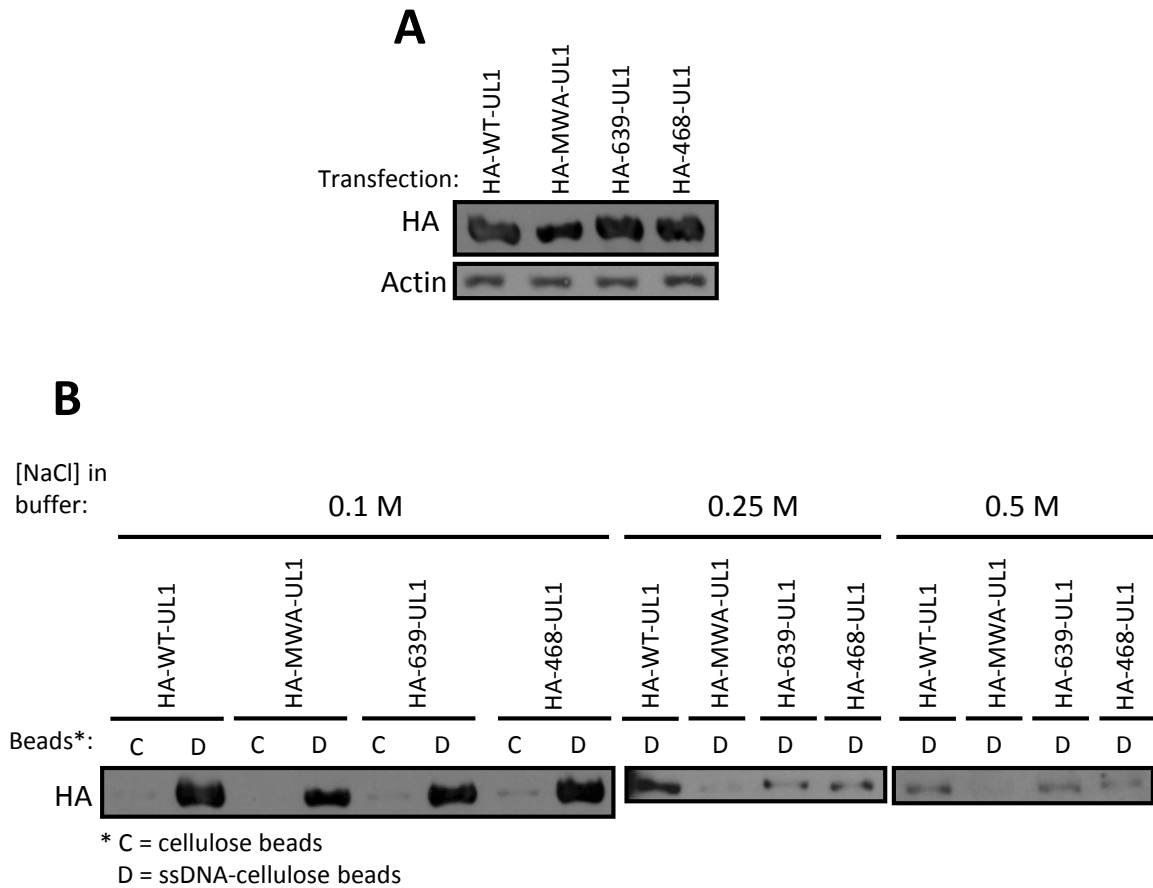 A
Transfection:
HA-WT-UL1
HA-MWA-UL1
HA-639-UL1
HA-468-UL1
HA
Actin
B
[NaCl] in
buffer:
0.1 M
0.25 M
0.5 M
HA-WT-UL1
HA-MWA-UL1
HA-639-UL1
HA-468-UL1
HA-WT-UL1
HA-MWA-UL1
HA-639-UL1
HA-468-UL1
HA-WT-UL1
HA-MWA-UL1
HA-639-UL1
HA-468-UL1
Beads*: C D C D C D C D D D D D D D D D
HA
* C = cellulose beads
D = ssDNA-cellulose beads